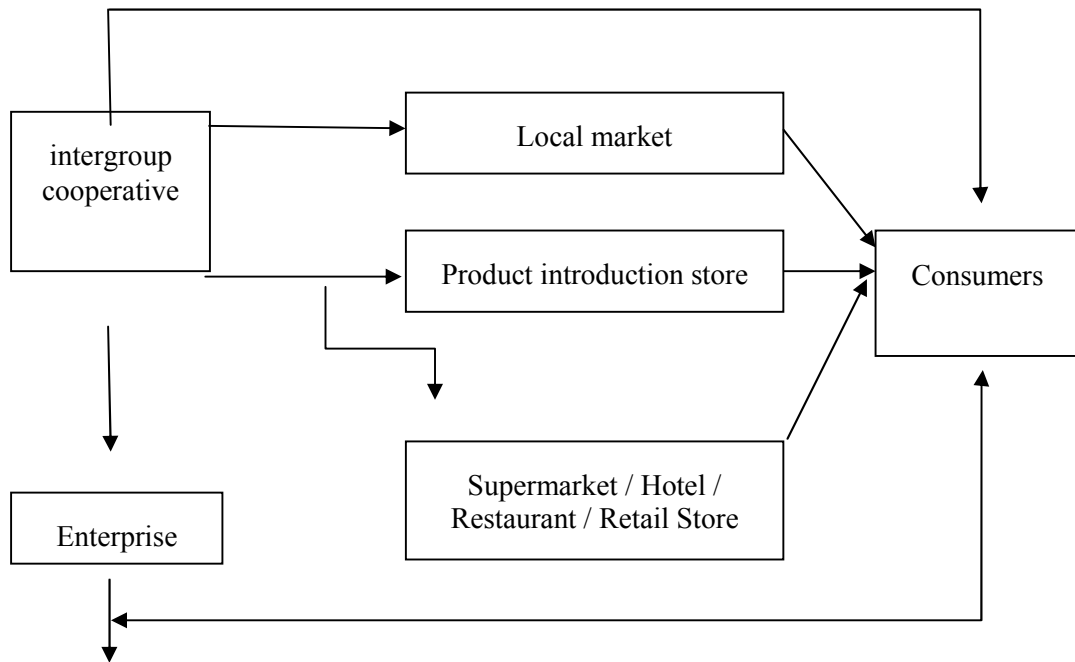 intergroup
cooperative
Local market
Product introduction store
Consumers
Supermarket / Hotel /
Restaurant / Retail Store
Enterprise